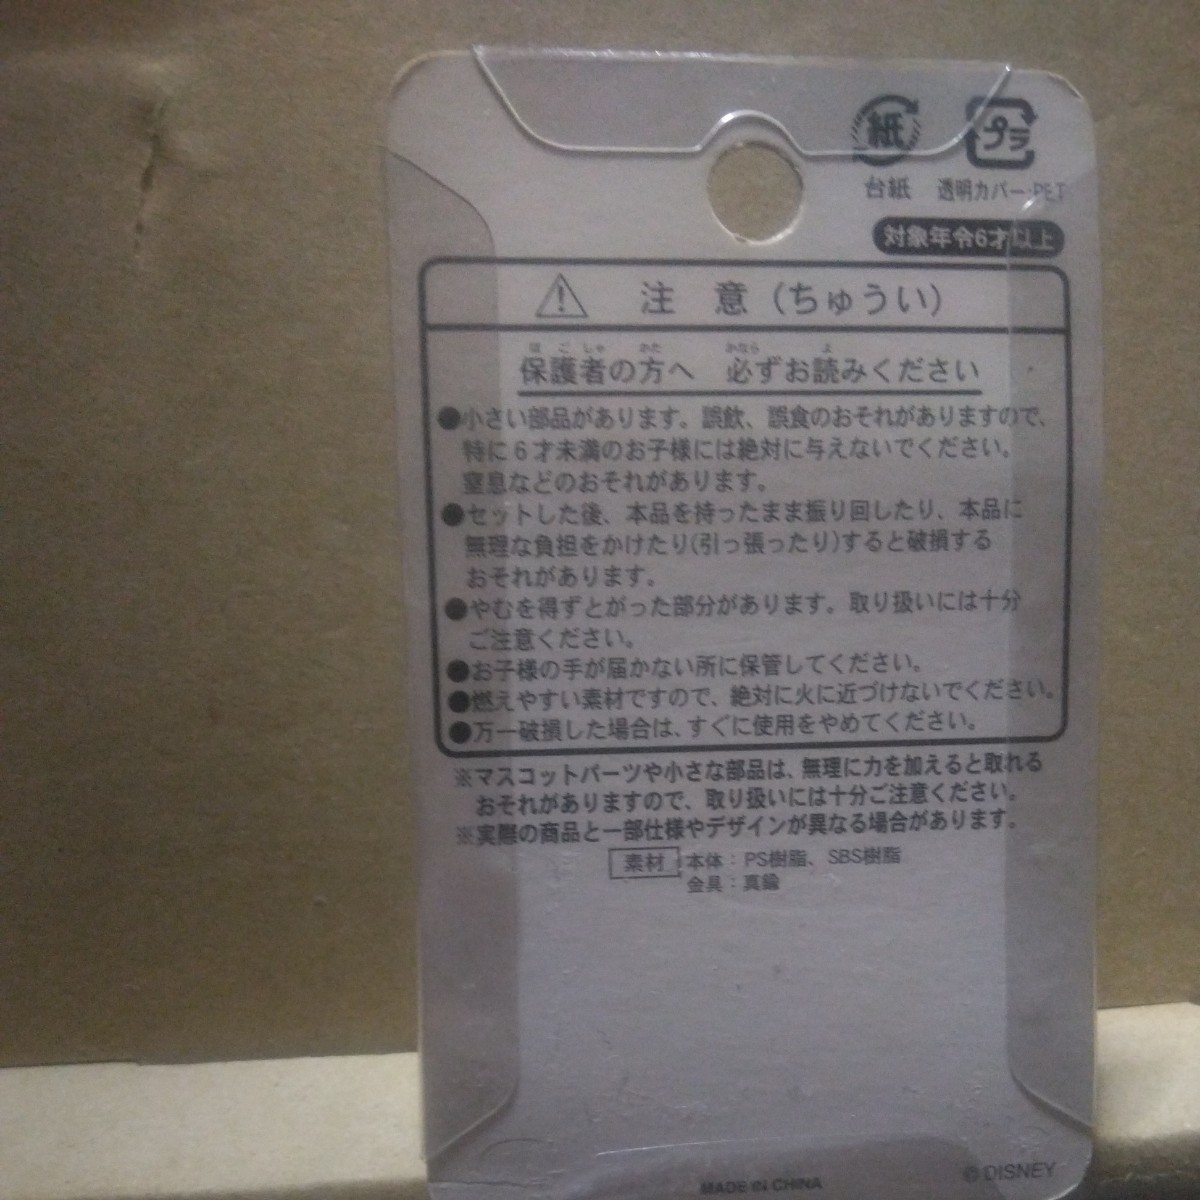 紙 プラ
台紙 透明カバー:PET
対象年令6才以上
注 意（ちゅうい）
ほごしゃ かた かなら よ
保護者の方へ 必ずお読みください
●小さい部品があります。誤飲、誤食のおそれがありますので、
特に6才未満のお子様には絶対に与えないでください。
窒息などのおそれがあります。
●セットした後、本品を持ったまま振り回したり、本品に
無理な負担をかけたり(引っ張ったり)すると破損する
おそれがあります。
●やむを得ずとがった部分があります。取り扱いには十分
ご注意ください。
●お子様の手が届かない所に保管してください。
●燃えやすい素材ですので、絶対に火に近づけないでください。
●万一破損した場合は、すぐに使用をやめてください。
※マスコットパーツや小さな部品は、無理に力を加えると取れる
おそれがありますので、取り扱いには十分ご注意ください。
※実際の商品と一部仕様やデザインが異なる場合があります。
素材 本体：PS樹脂、SBS樹脂
金具：真鍮
© DISNEY
MADE IN CHINA